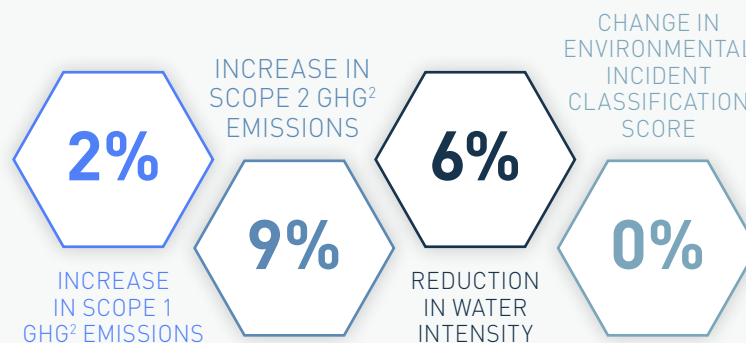 2%
INCREASE
IN SCOPE 1
GHG² EMISSIONS
INCREASE IN
SCOPE 2 GHG²
EMISSIONS
9%
6%
REDUCTION
IN WATER
INTENSITY
CHANGE IN
ENVIRONMENTAL
INCIDENT
CLASSIFICATION
SCORE
0%